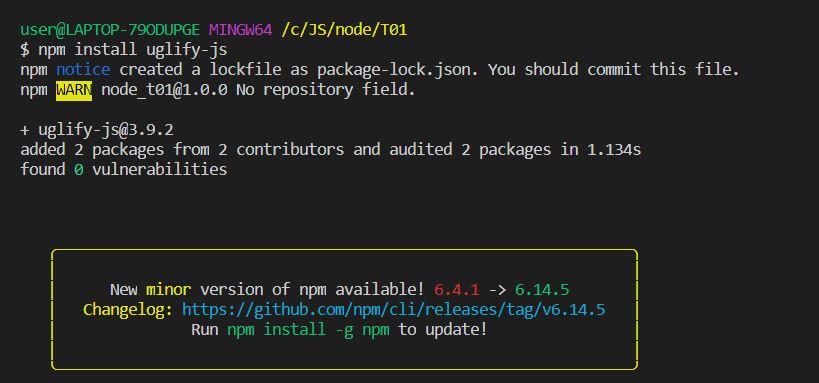 user@LAPTOP-79ODUPGE MINGW64 /c/JS/node/T01
$ npm install uglify-js
npm notice created a lockfile as package-lock.json. You should commit this file.
npm WARN node_t01@1.0.0 No repository field.
+ uglify-js@3.9.2
added 2 packages from 2 contributors and audited 2 packages in 1.134s
found 0 vulnerabilities
New minor version of npm available! 6.4.1 -> 6.14.5
Changelog: https://github.com/npm/cli/releases/tag/v6.14.5
Run npm install -g npm to update!